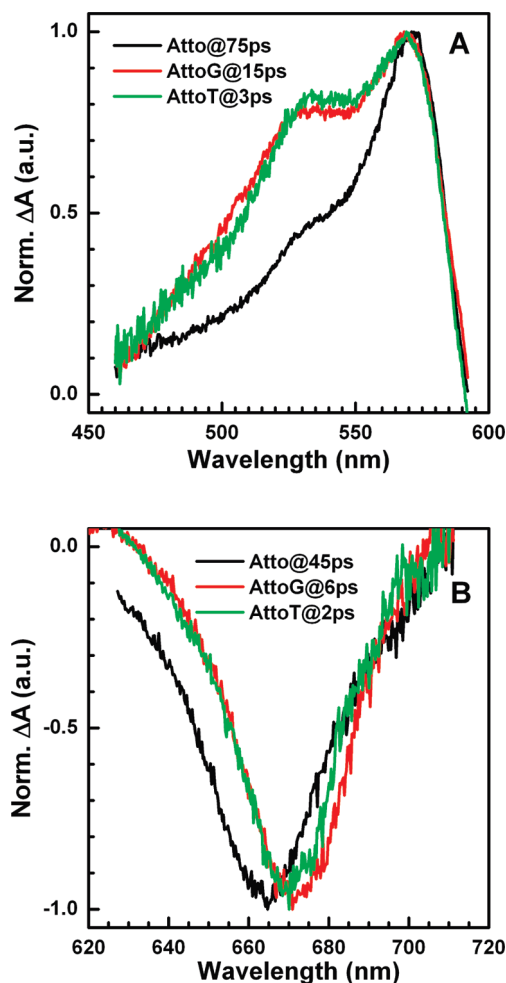 A
Atto@75ps
AttoG@15ps
AttoT@3ps
1.0
0.5
0.0
Norm. ΔA (a.u.)
450 500 550 600
Wavelength (nm)
B
Atto@45ps
AttoG@6ps
AttoT@2ps
0.0
-0.5
-1.0
Norm. ΔA (a.u.)
620 640 660 680 700 720
Wavelength (nm)